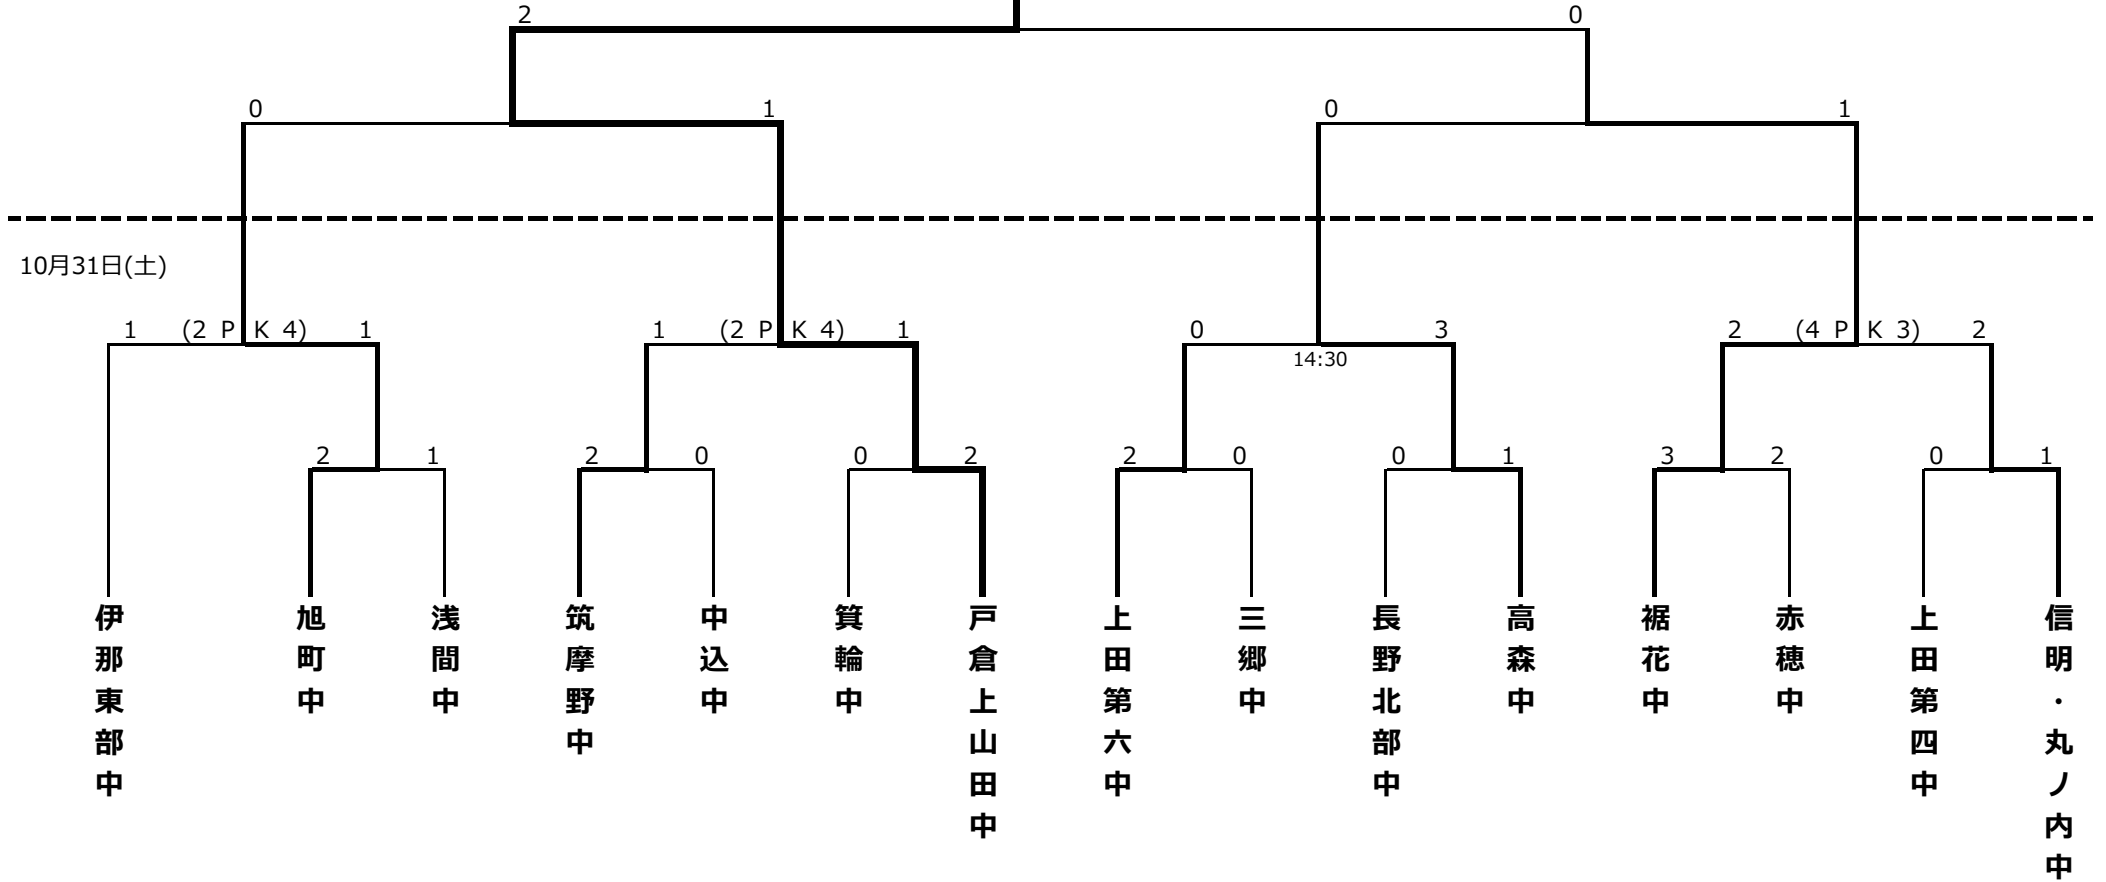 2 0
0 1 0 1
10月31日(土)
1 (2 P K 4) 1 1 (2 P K 4) 1 0 3 2 (4 P K 3) 2
14:30
2 1 2 0 0 2 2 0 0 1 3 2 0 1
伊那東部中
旭町中
浅間中
筑摩野中
中込中
箕輪中
戸倉上山田中
上田第六中
三郷中
長野北部中
高森中
裾花中
赤穂中
上田第四中
信明・丸ノ内中